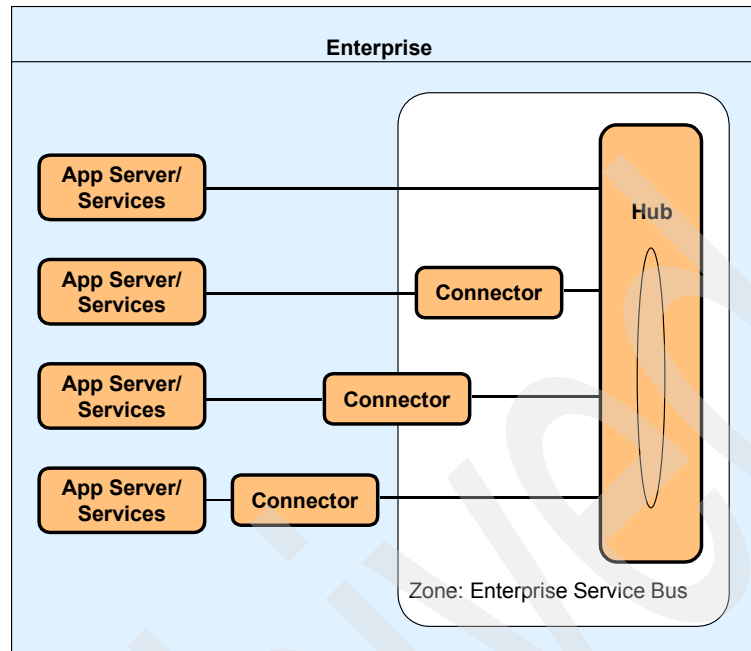 Enterprise
App Server/
Services
Hub
App Server/
Services
Connector
App Server/
Services
Connector
App Server/
Services
Connector
Zone: Enterprise Service Bus